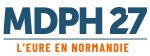 MDPH 27
L'EURE EN NORMANDIE